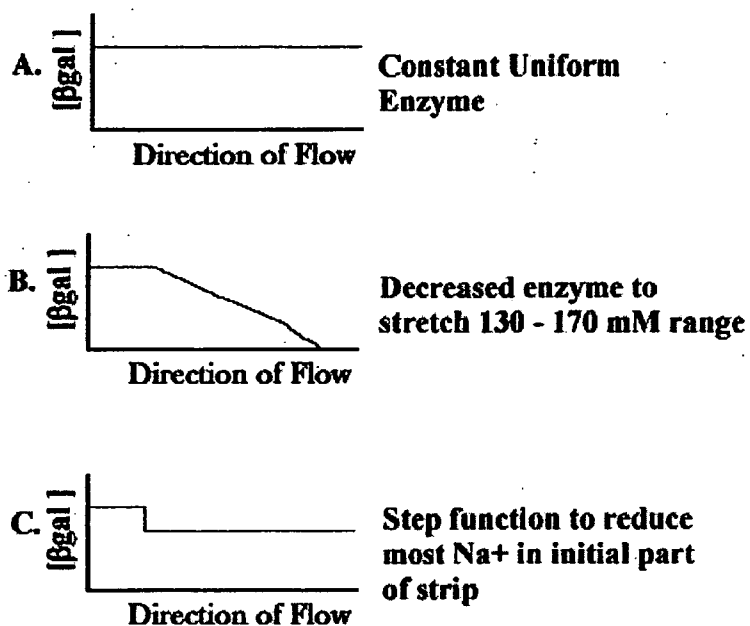 A.
[βgal]
Constant Uniform
Enzyme
Direction of Flow
B.
[βgal]
Decreased enzyme to
stretch 130 - 170 mM range
Direction of Flow
C.
[βgal]
Step function to reduce
most Na+ in initial part
of strip
Direction of Flow